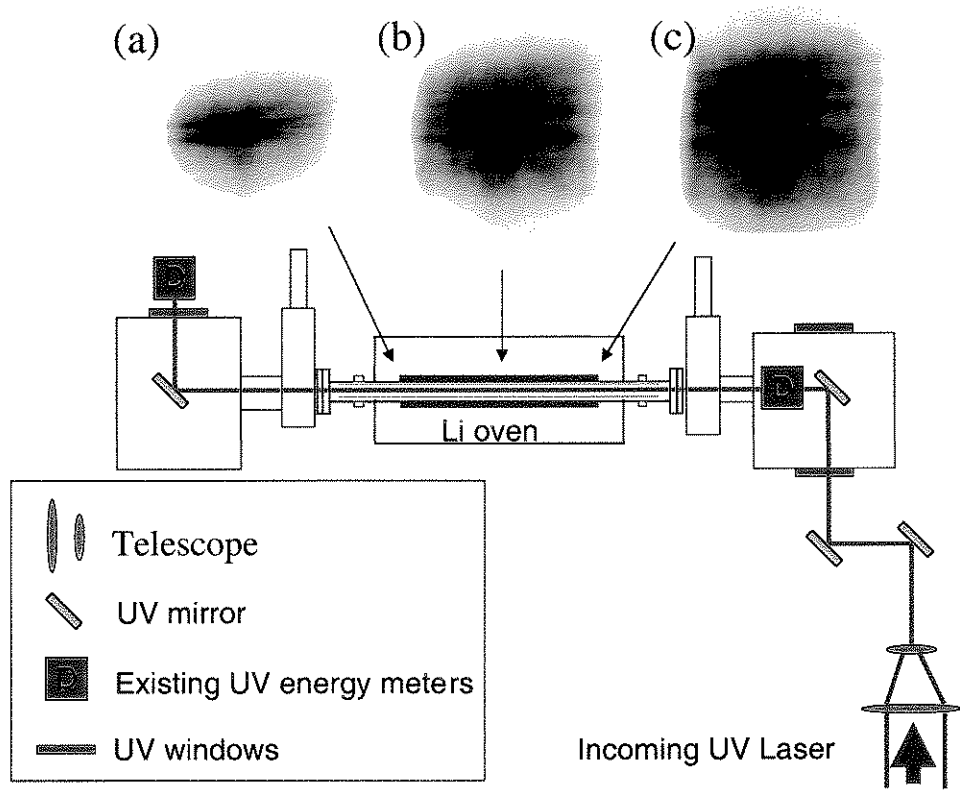 (a)
(b)
(c)
D
D
Li oven
Telescope
UV mirror
D
Existing UV energy meters
UV windows
Incoming UV Laser